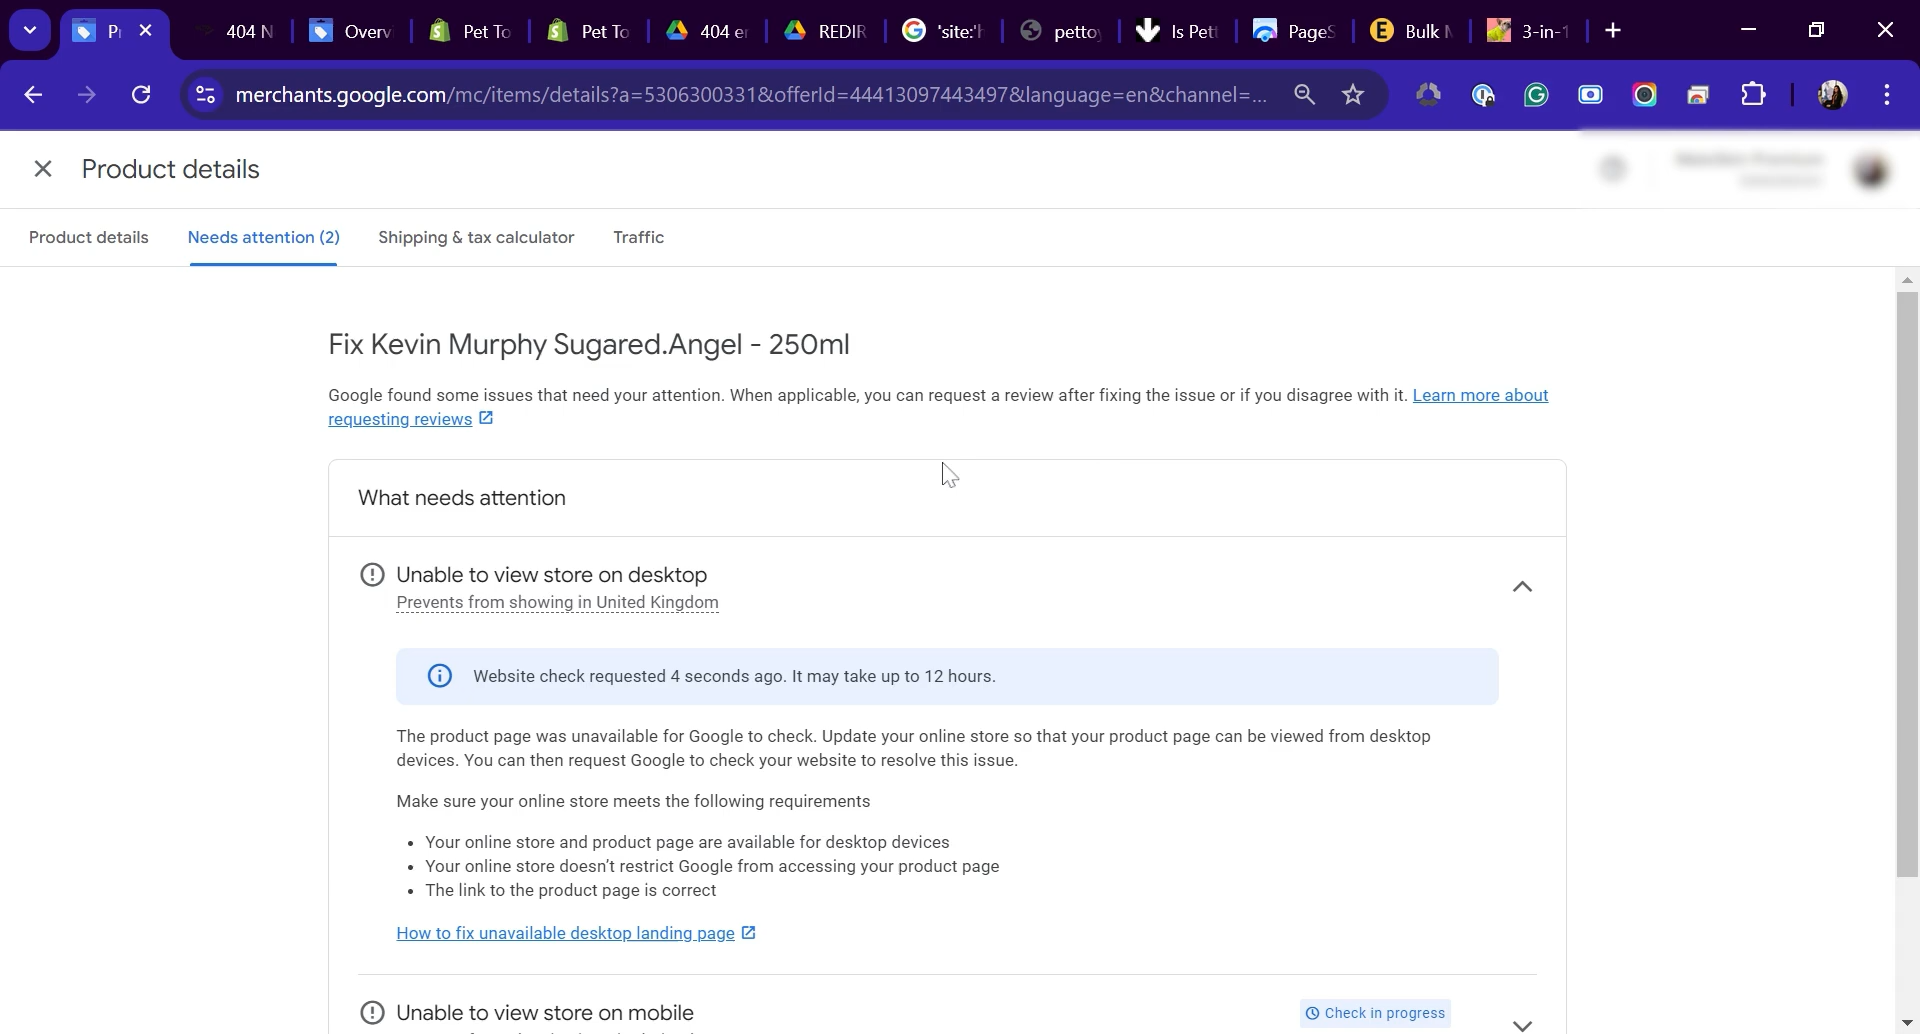 Pr
404 N
Overvi
Pet To
Pet To
404 er
REDIR
'site:'h
pettoy
Is Pett
PageS
Bulk M
3-in-1
merchants.google.com/mc/items/details?a=5306300331&offerId=44413097443497&language=en&channel=...
Product details
Product details
Needs attention (2)
Shipping & tax calculator
Traffic
Fix Kevin Murphy Sugared.Angel - 250ml
Google found some issues that need your attention. When applicable, you can request a review after fixing the issue or if you disagree with it. Learn more about
requesting reviews
What needs attention
Unable to view store on desktop
Prevents from showing in United Kingdom
Website check requested 4 seconds ago. It may take up to 12 hours.
The product page was unavailable for Google to check. Update your online store so that your product page can be viewed from desktop
devices. You can then request Google to check your website to resolve this issue.
Make sure your online store meets the following requirements
• Your online store and product page are available for desktop devices
• Your online store doesn't restrict Google from accessing your product page
• The link to the product page is correct
How to fix unavailable desktop landing page
Unable to view store on mobile
Check in progress